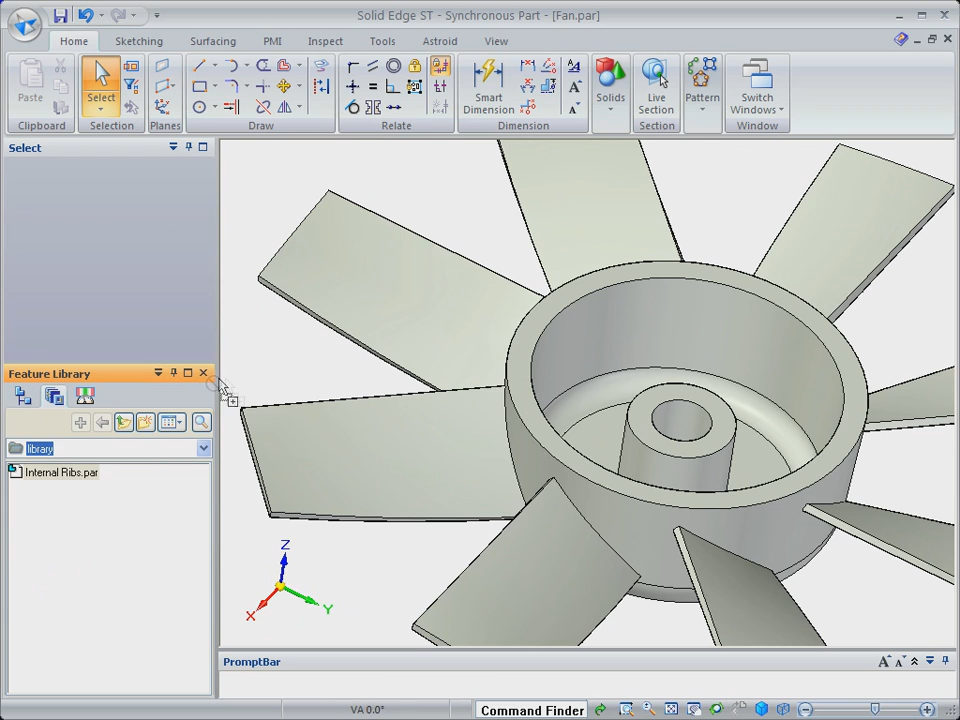 Solid Edge ST - Synchronous Part - [Fan.par]
Home Sketching Surfacing PMI Inspect Tools Astroid View
Paste Select Smart Dimension Solids Live Section Pattern Switch Windows
Clipboard Selection Planes Draw Relate Dimension Section Window
Select
Feature Library
library
Internal Ribs.par
Z
X
Y
PromptBar
VA 0.0°
Command Finder